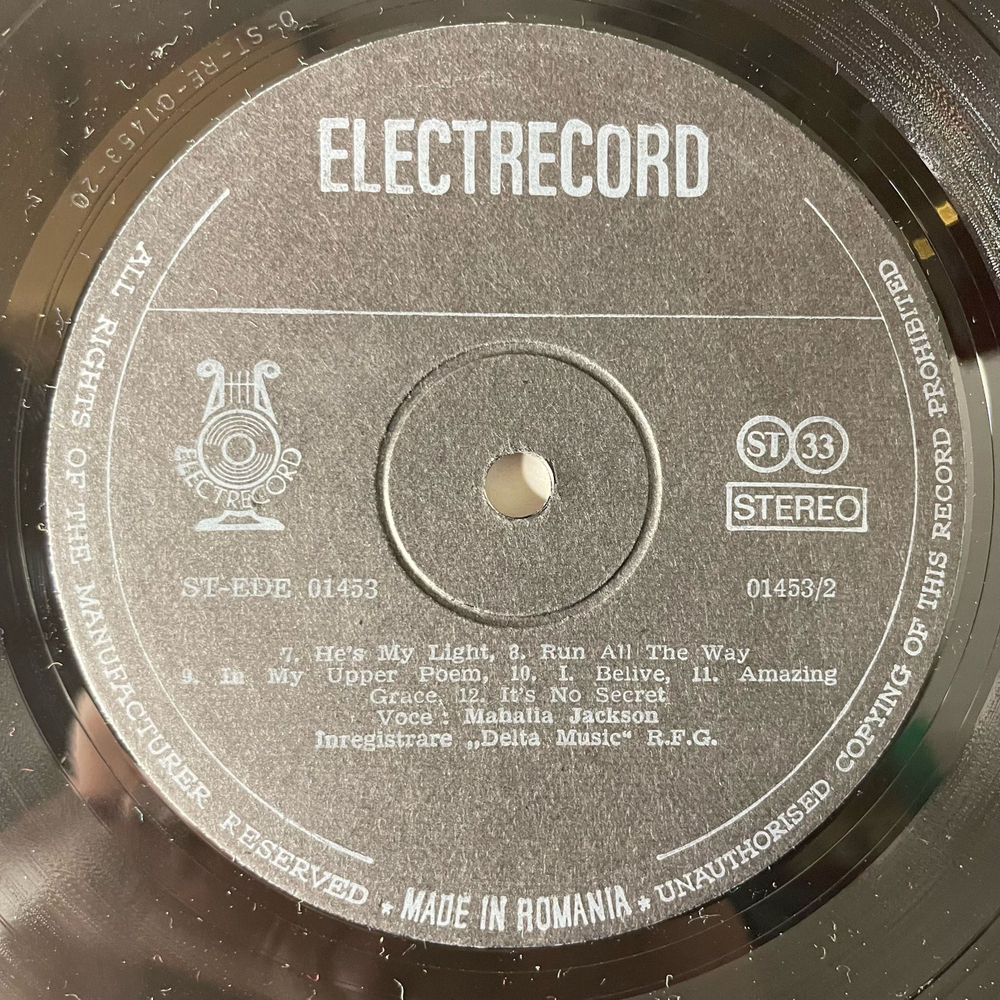 ST-RE-01453-20
ELECTRECORD
ELECTRECORD
ST 33
STEREO
ST-EDE 01453
01453/2
7. He's My Light, 8. Run All The Way
9. In My Upper Poem, 10. I. Belive, 11. Amazing
Grace, 12. It's No Secret
Voce : Mahalia Jackson
Inregistrare „Delta Music“ R.F.G.
ALL RIGHTS OF THE MANUFACTURER RESERVED * MADE IN ROMANIA * UNAUTHORISED COPYING OF THIS RECORD PROHIBITED